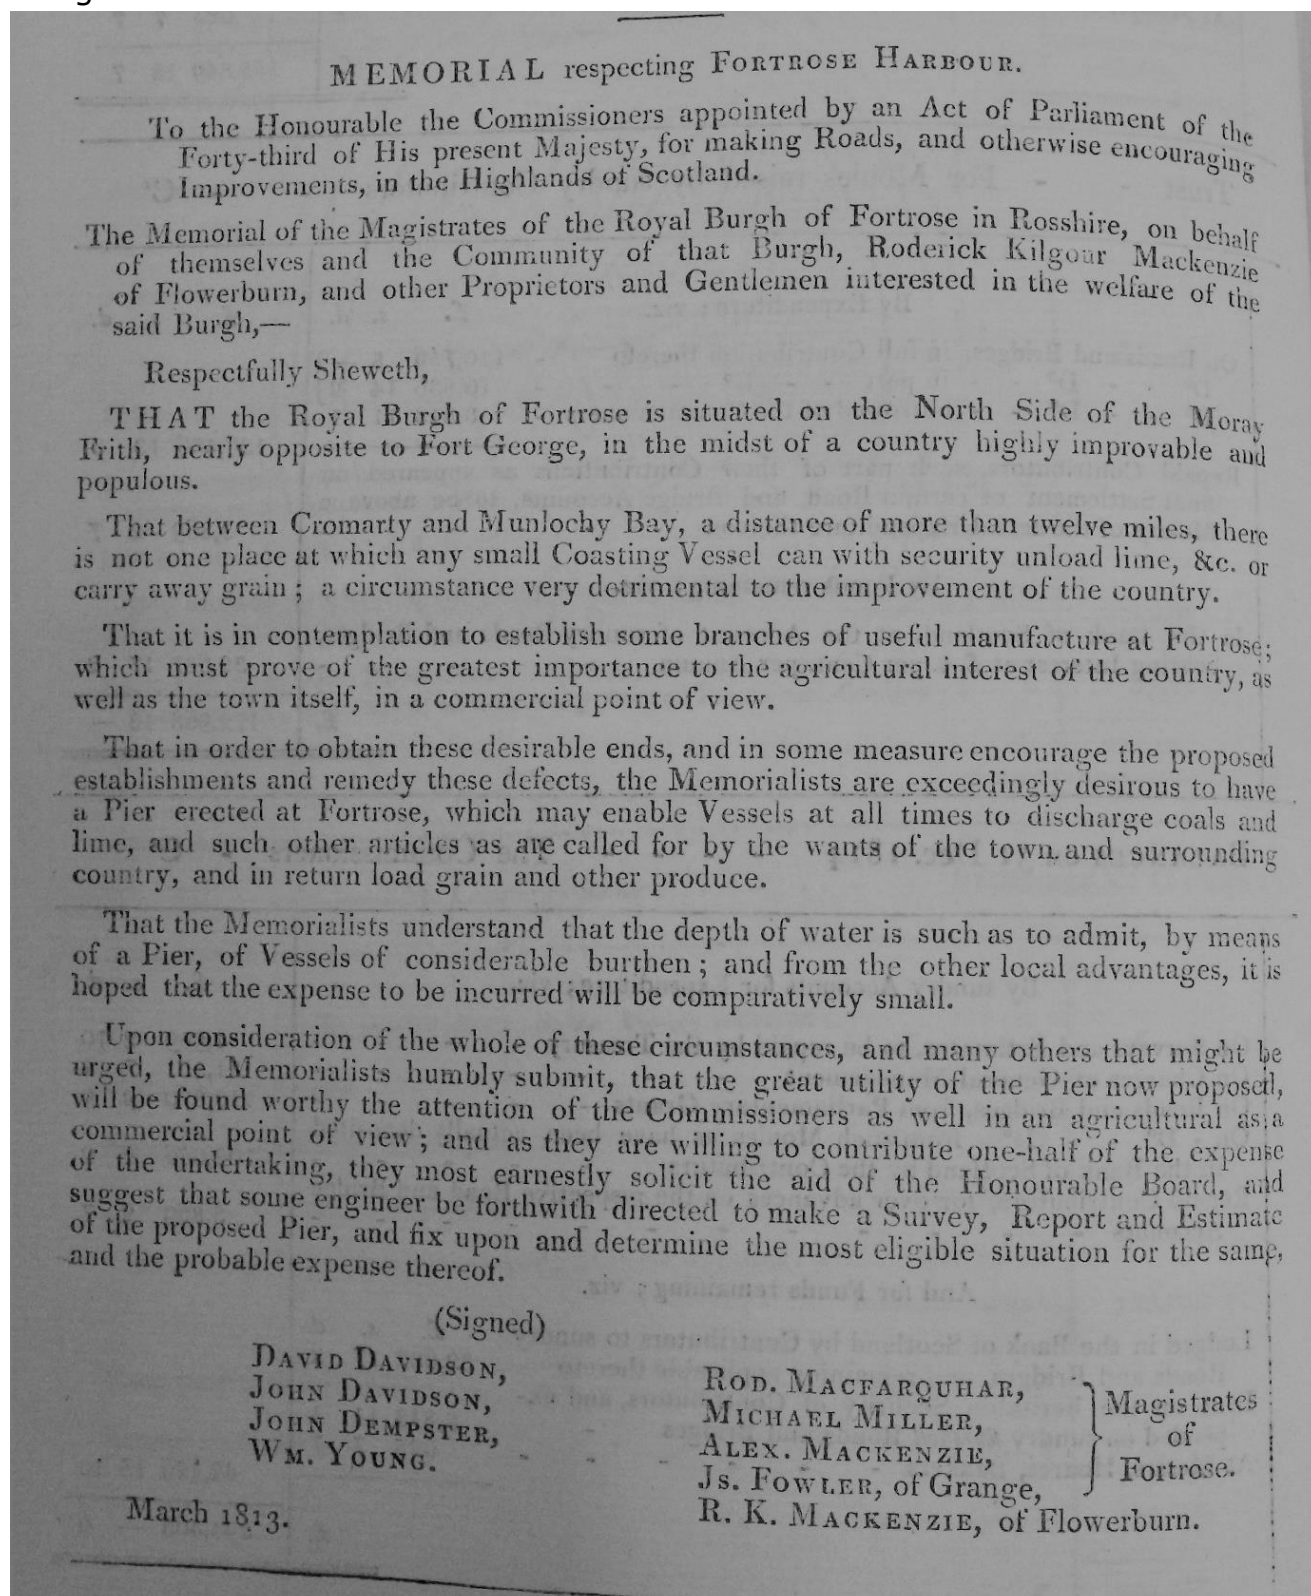 MEMORIAL respecting FORTROSE HARBOUR.
To the Honourable the Commissioners appointed by an Act of Parliament of the
Forty-third of His present Majesty, for making Roads, and otherwise encouraging
Improvements, in the Highlands of Scotland.
The Memorial of the Magistrates of the Royal Burgh of Fortrose in Rosshire, on behalf
of themselves and the Community of that Burgh, Roderick Kilgour Mackenzie
of Flowerburn, and other Proprietors and Gentlemen interested in the welfare of the
said Burgh,—
Respectfully Sheweth,
THAT the Royal Burgh of Fortrose is situated on the North Side of the Moray
Frith, nearly opposite to Fort George, in the midst of a country highly improvable and
populous.
That between Cromarty and Munlochy Bay, a distance of more than twelve miles, there
is not one place at which any small Coasting Vessel can with security unload lime, &c. or
carry away grain; a circumstance very detrimental to the improvement of the country.
That it is in contemplation to establish some branches of useful manufacture at Fortrose;
which must prove of the greatest importance to the agricultural interest of the country, as
well as the town itself, in a commercial point of view.
That in order to obtain these desirable ends, and in some measure encourage the proposed
establishments and remedy these defects, the Memorialists are exceedingly desirous to have
a Pier erected at Fortrose, which may enable Vessels at all times to discharge coals and
lime, and such other articles as are called for by the wants of the town and surrounding
country, and in return load grain and other produce.
That the Memorialists understand that the depth of water is such as to admit, by means
of a Pier, of Vessels of considerable burthen; and from the other local advantages, it is
hoped that the expense to be incurred will be comparatively small.
Upon consideration of the whole of these circumstances, and many others that might be
urged, the Memorialists humbly submit, that the great utility of the Pier now proposed,
will be found worthy the attention of the Commissioners as well in an agricultural as a
commercial point of view; and as they are willing to contribute one-half of the expense
of the undertaking, they most earnestly solicit the aid of the Honourable Board, and
suggest that some engineer be forthwith directed to make a Survey, Report and Estimate
of the proposed Pier, and fix upon and determine the most eligible situation for the same,
and the probable expense thereof.
(Signed)
DAVID DAVIDSON,
JOHN DAVIDSON,
JOHN DEMPSTER,
WM. YOUNG.
ROD. MACFARQUHAR,
MICHAEL MILLER,
ALEX. MACKENZIE,
JS. FOWLER, of Grange,
Magistrates
of
Fortrose.
R. K. MACKENZIE, of Flowerburn.
March 1813.